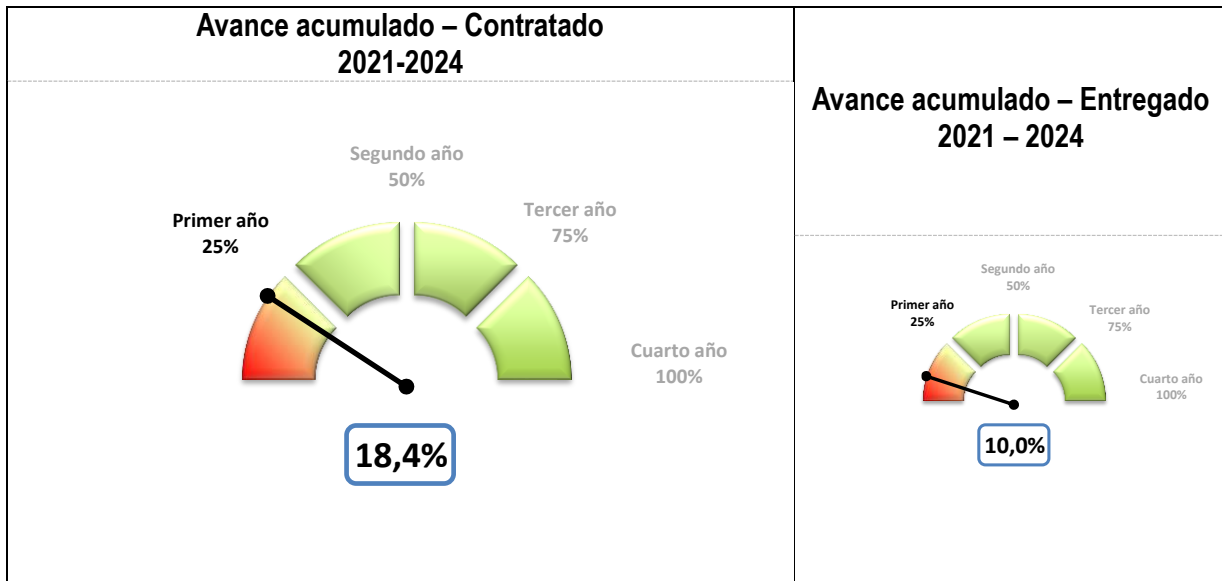 Avance acumulado – Contratado
2021-2024
Segundo año
50%
Tercer año
75%
Primer año
25%
Cuarto año
100%
18,4%
Avance acumulado – Entregado
2021 – 2024
Segundo año
50%
Primer año
25%
Tercer año
75%
Cuarto año
100%
10,0%